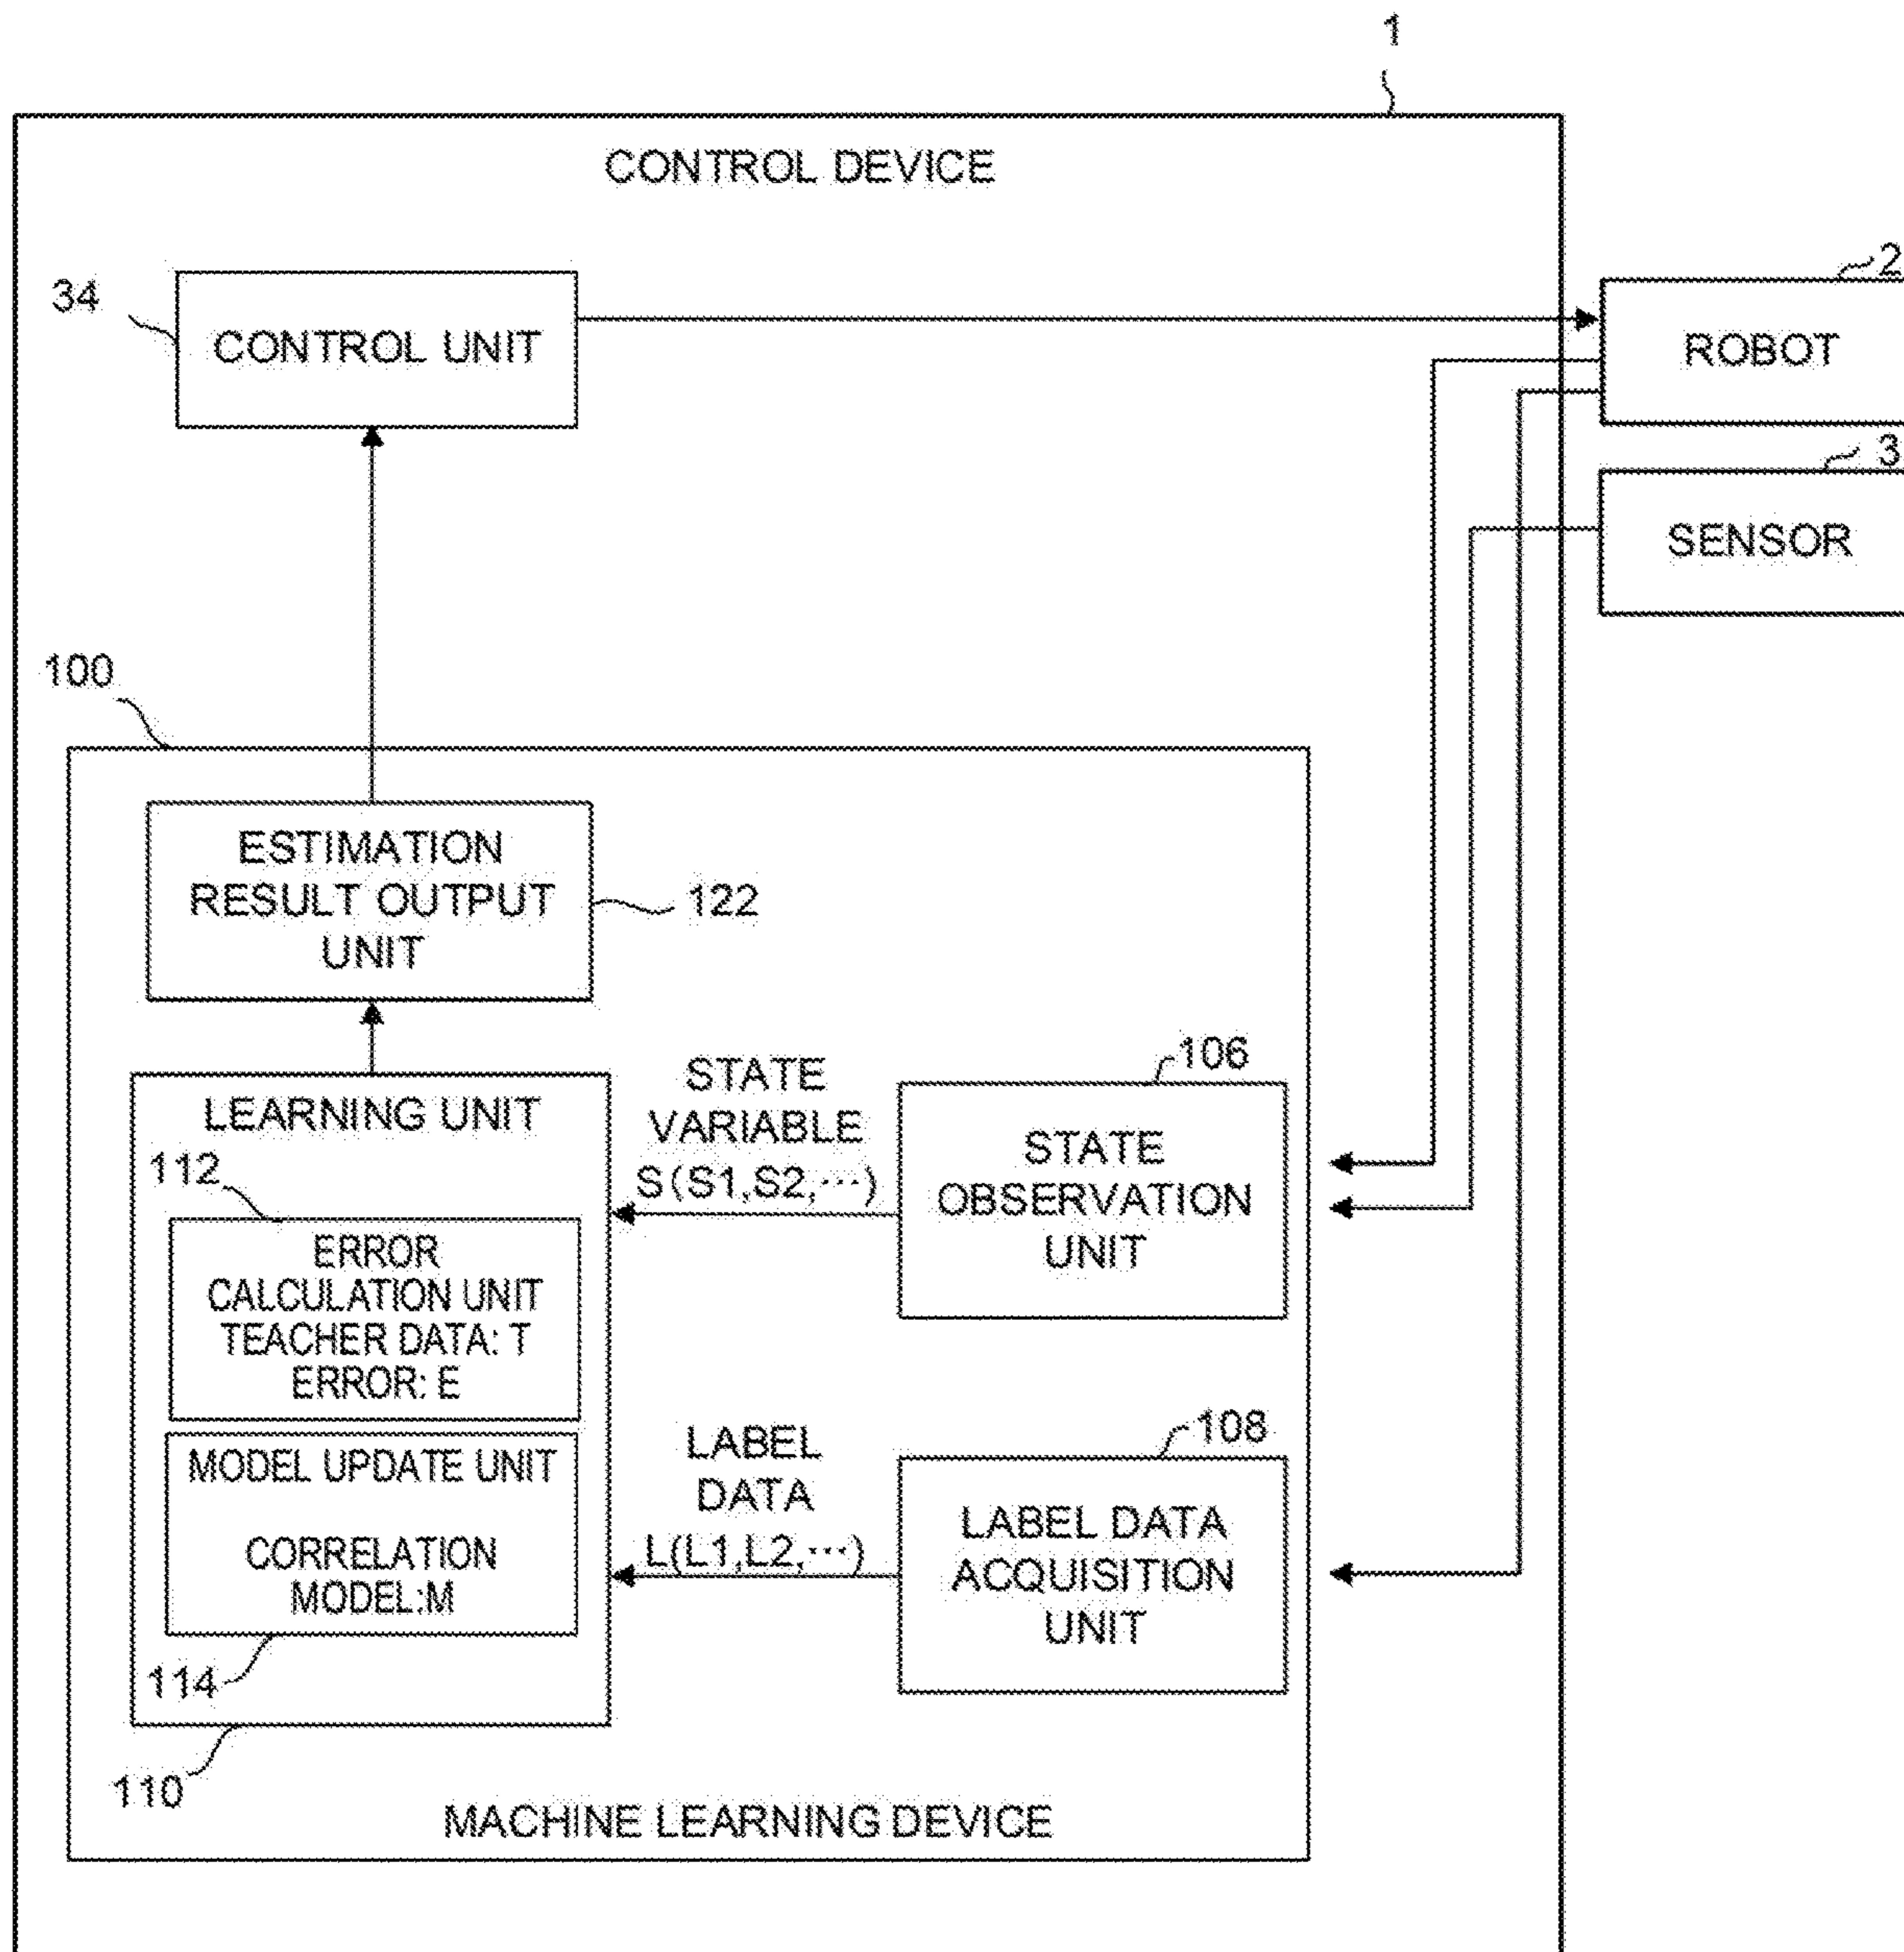 1
CONTROL DEVICE
34
CONTROL UNIT
2
ROBOT
3
SENSOR
100
ESTIMATION
RESULT OUTPUT
UNIT
122
LEARNING UNIT
112
ERROR
CALCULATION UNIT
TEACHER DATA: T
ERROR: E
MODEL UPDATE UNIT
CORRELATION
MODEL:M
114
110
STATE
VARIABLE
S(S1,S2,⋯)
106
STATE
OBSERVATION
UNIT
LABEL
DATA
L(L1,L2,⋯)
108
LABEL DATA
ACQUISITION
UNIT
MACHINE LEARNING DEVICE